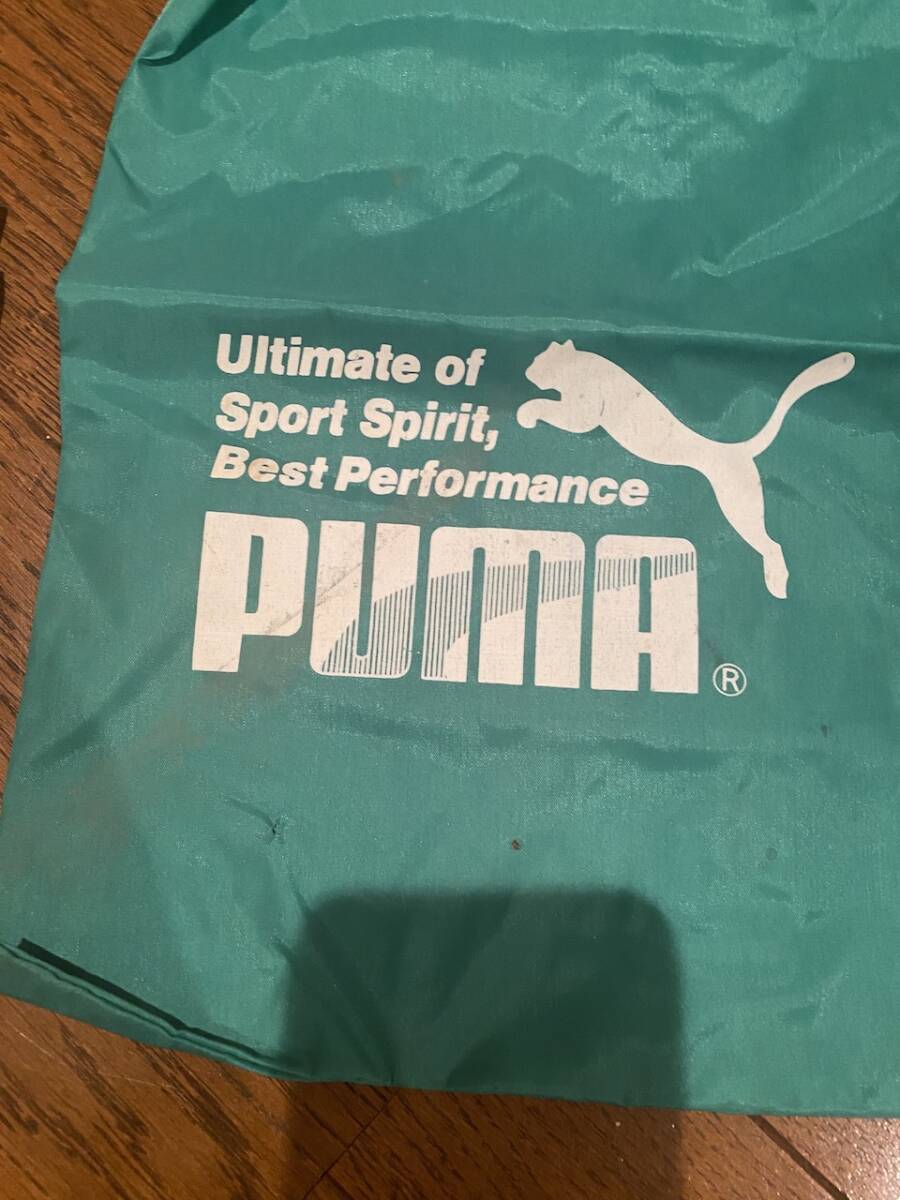 Ultimate of
Sport Spirit,
Best Performance
PUMA®